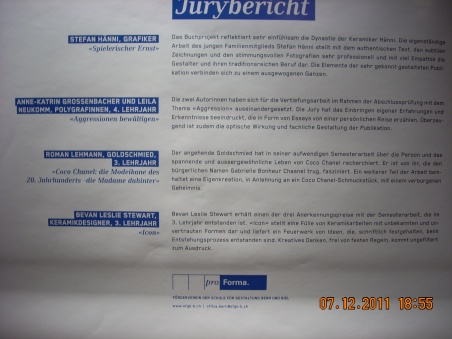 Jurybericht
STEFAN HÄNNI, GRAFIKER
«Spielerischer Ernst»
Das Buchprojekt reflektiert sehr einfühlsam die Dynastie der Keramiker Hänni. Die eigenständige
Arbeit des jungen Familienmitglieds Stefan Hänni stellt mit dem authentischen Text, den subtilen
Zeichnungen und den stimmungsvollen Fotografien sehr professionell und mit viel Empathie die
Gestalter und ihren traditionsreichen Beruf dar. Die Elemente der sehr gekonnt gestalteten Publi-
kation verbinden sich zu einem ausgewogenen Ganzen.
ANNE-KATRIN GROSSENBACHER UND LEILA
NEUKOMM, POLYGRAFINNEN, 4. LEHRJAHR
«Aggressionen bewältigen»
Die zwei Autorinnen haben sich für die Vertiefungsarbeit im Rahmen der Abschlussprüfung mit dem
Thema «Aggression» auseinandergesetzt. Die Jury hat das Einbringen eigener Erfahrungen und
Erkenntnisse beeindruckt, die in Form von Essays von einer persönlichen Reise erzählen. Überzeu-
gend ist zudem die optische Wirkung und fachliche Gestaltung der Publikation.
ROMAN LEHMANN, GOLDSCHMIED,
3. LEHRJAHR
«Coco Chanel: die Modeikone des
20. Jahrhunderts -die Madame dahinter»
Der angehende Goldschmied hat in seiner aufwendigen Semesterarbeit über die Person und das
spannende und aussergewöhnliche Leben von Coco Chanel recherchiert. Er ist von ihr, die den
bürgerlichen Namen Gabrielle Bonheur Chasnel trug, fasziniert. Ein weiterer Teil der Arbeit bein-
haltet eine Eigenkreation, in Anlehnung an ein Coco Chanel-Schmuckstück, mit einem verborgenen
Geheimnis.
BEVAN LESLIE STEWART,
KERAMIKDESIGNER, 3. LEHRJAHR
«Icon»
Bevan Leslie Stewart erhält einen der drei Anerkennungspreise mit der Semesterarbeit, die im
3. Lehrjahr entstanden ist. «Icon» stellt eine Fülle von Keramikarbeiten mit unbekannten und un-
vertrauten Formen dar und liefert ein Feuerwerk von Ideen, die, schriftlich festgehalten, beim
Entstehungsprozess entstanden sind. Kreatives Denken, frei von festen Regeln, kommt ungefiltert
zum Ausdruck.
pro Forma.
FÖRDERVEREIN DER SCHULE FÜR GESTALTUNG BERN UND BIEL
07.12.2011 18:55